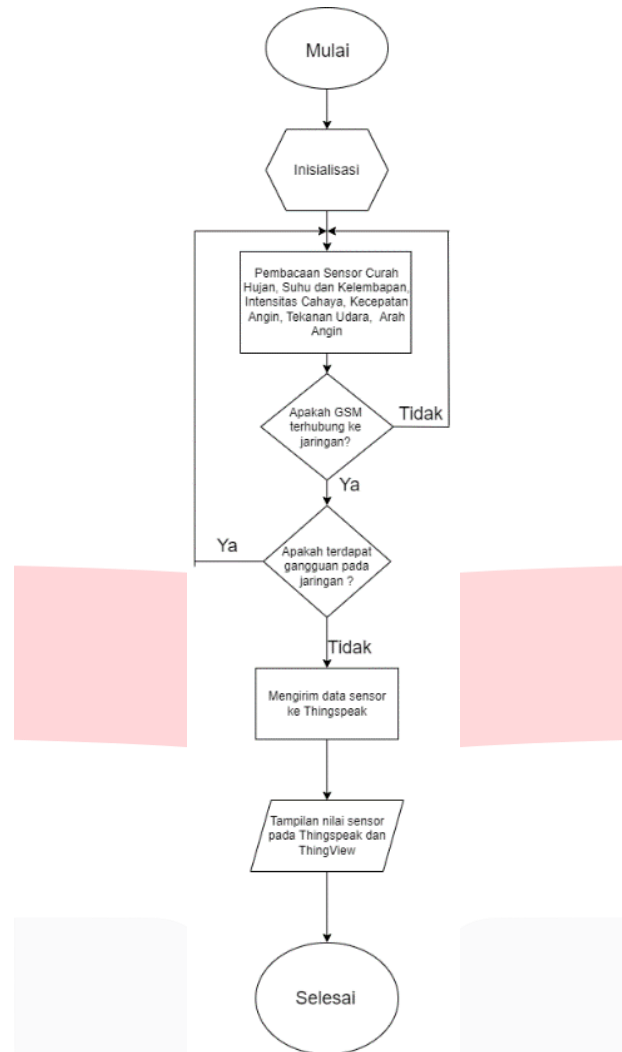 Mulai
Inisialisasi
Pembacaan Sensor Curah
Hujan, Suhu dan Kelembapan,
Intensitas Cahaya, Kecepatan
Angin, Tekanan Udara, Arah
Angin
Apakah GSM
terhubung ke
jaringan?
Tidak
Ya
Apakah terdapat
gangguan pada
jaringan ?
Ya
Tidak
Mengirim data sensor
ke Thingspeak
Tampilan nilai sensor
pada Thingspeak dan
ThingView
Selesai